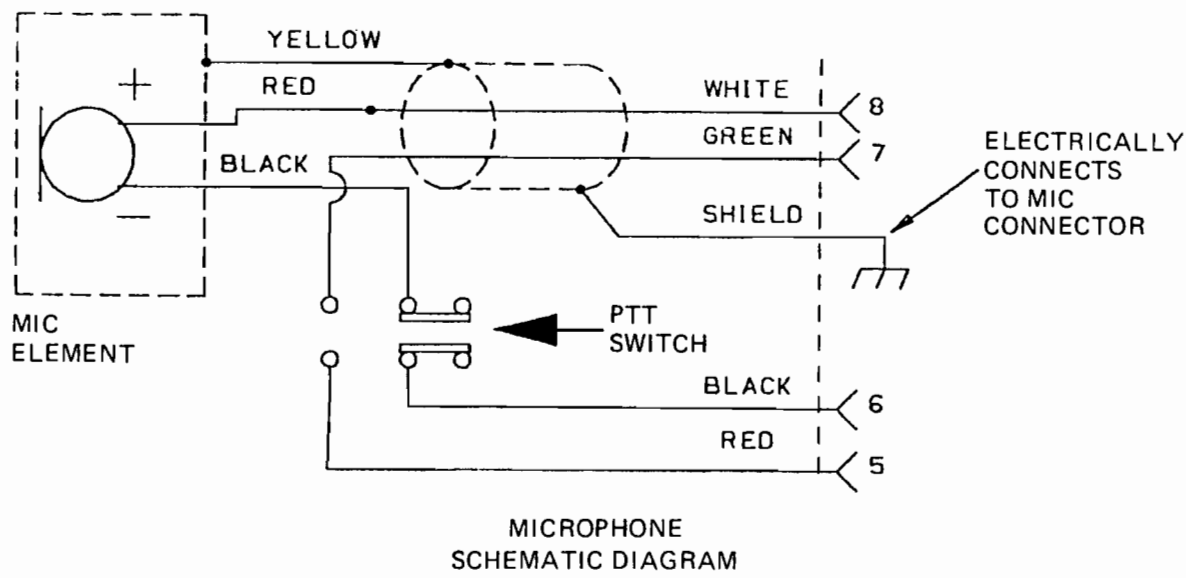 YELLOW
+
RED
WHITE
8
GREEN
7
BLACK
ELECTRICALLY
CONNECTS
TO MIC
CONNECTOR
—
SHIELD
MIC
ELEMENT
PTT
SWITCH
BLACK
6
RED
5
MICROPHONE
SCHEMATIC DIAGRAM